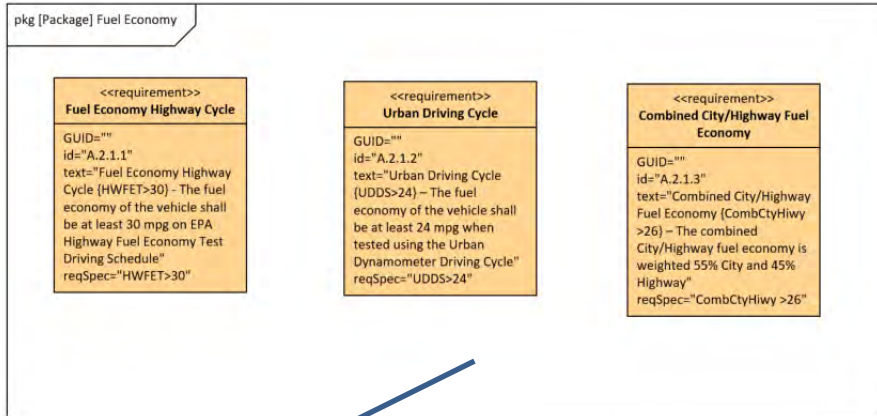 pkg [Package] Fuel Economy
<<requirement>>
Fuel Economy Highway Cycle
GUID=""
id="A.2.1.1"
text="Fuel Economy Highway
Cycle {HWFET>30} - The fuel
economy of the vehicle shall
be at least 30 mpg on EPA
Highway Fuel Economy Test
Driving Schedule"
reqSpec="HWFET>30"
<<requirement>>
Urban Driving Cycle
GUID=""
id="A.2.1.2"
text="Urban Driving Cycle
{UDDS>24} – The fuel
economy of the vehicle shall
be at least 24 mpg when
tested using the Urban
Dynamometer Driving Cycle"
reqSpec="UDDS>24"
<<requirement>>
Combined City/Highway Fuel
Economy
GUID=""
id="A.2.1.3"
text="Combined City/Highway
Fuel Economy {CombCtyHiwy
>26} – The combined
City/Highway fuel economy is
weighted 55% City and 45%
Highway"
reqSpec="CombCtyHiwy >26"